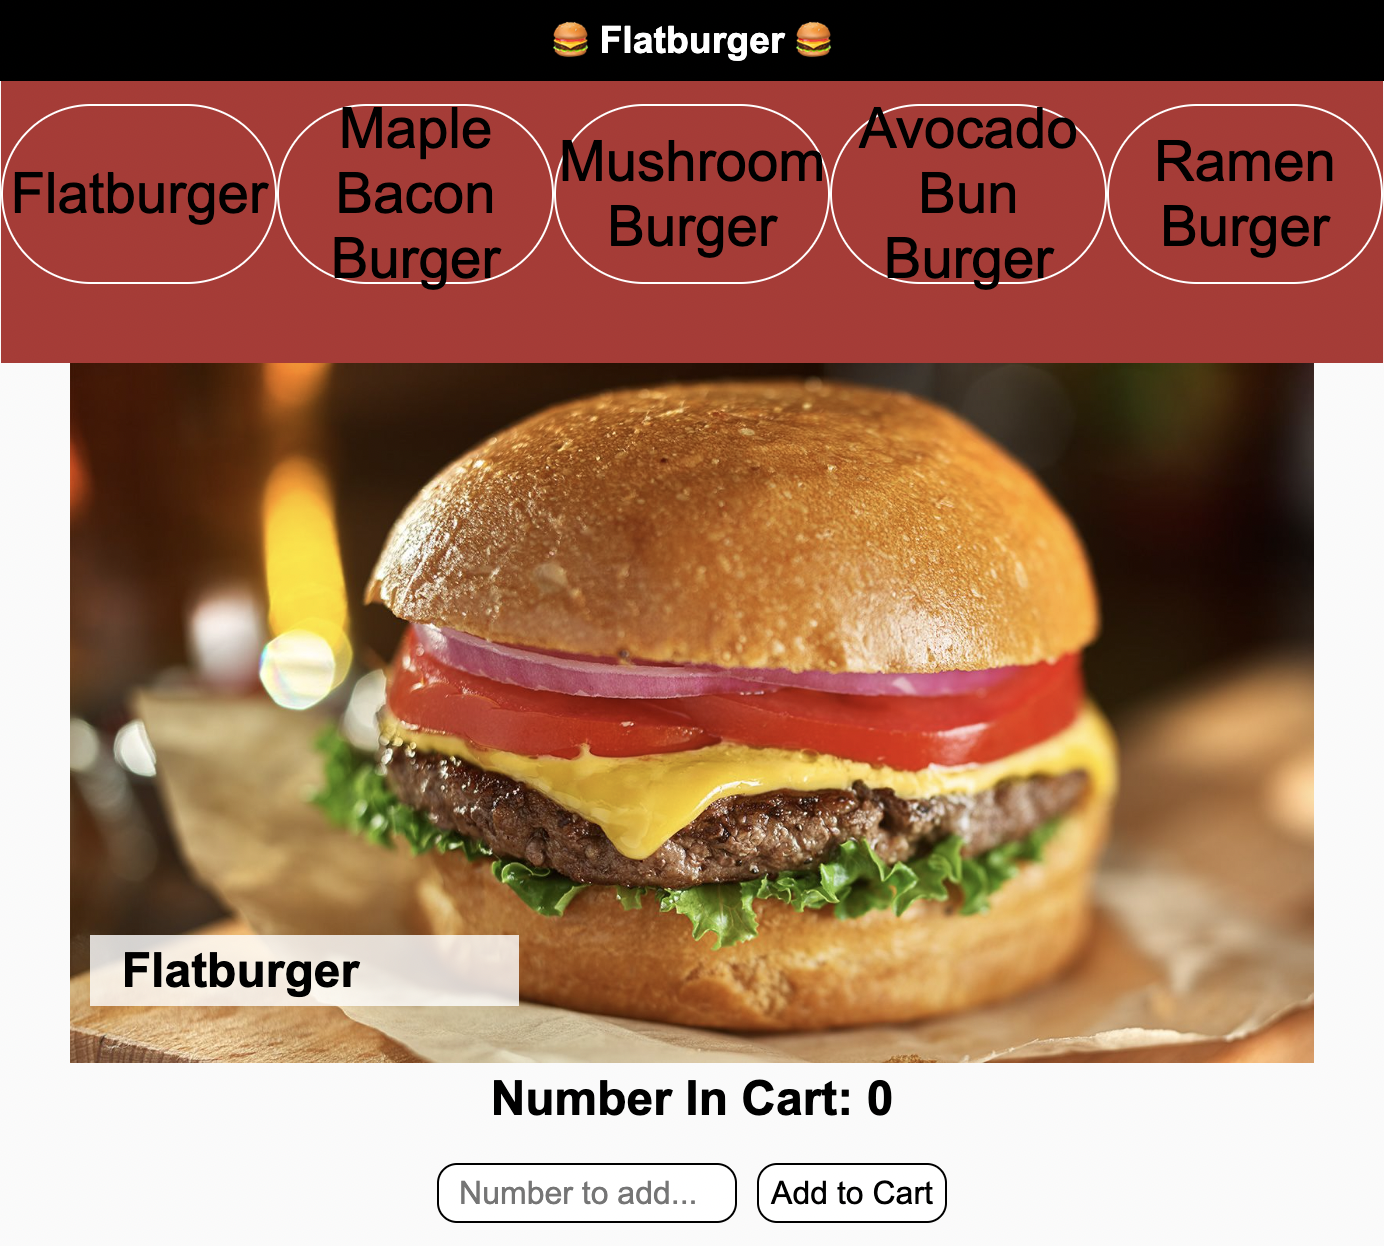 🍔 Flatburger 🍔
Flatburger
Maple
Bacon
Burger
Mushroom
Burger
Avocado
Bun
Burger
Ramen
Burger
Flatburger
Number In Cart: 0
Number to add...
Add to Cart